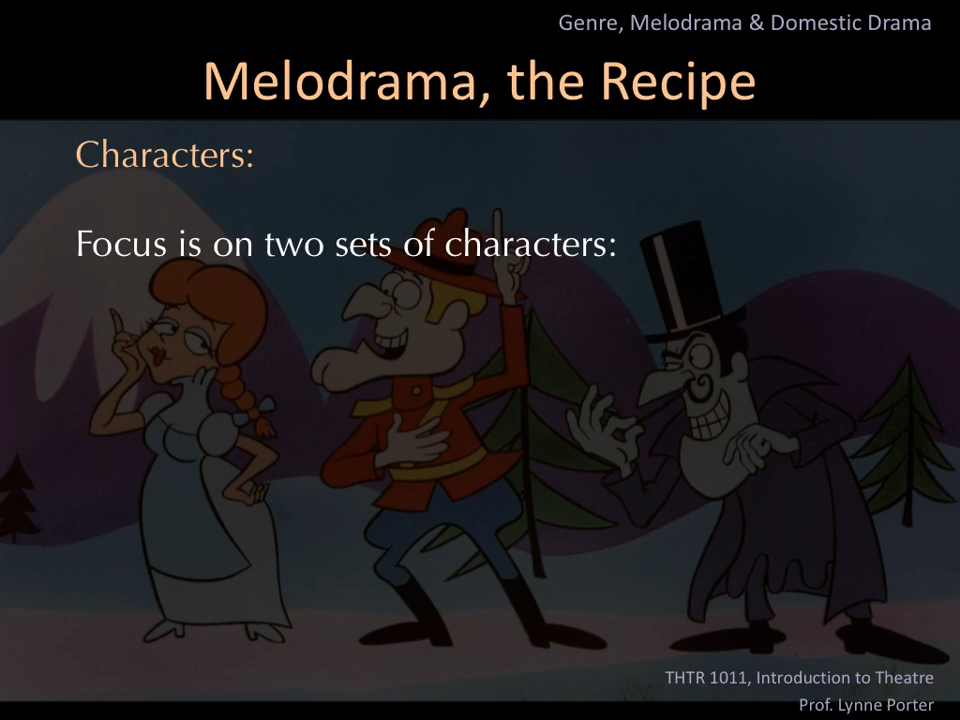 Genre, Melodrama & Domestic Drama
Melodrama, the Recipe
Characters:
Focus is on two sets of characters:
THTR 1011, Introduction to Theatre
Prof. Lynne Porter